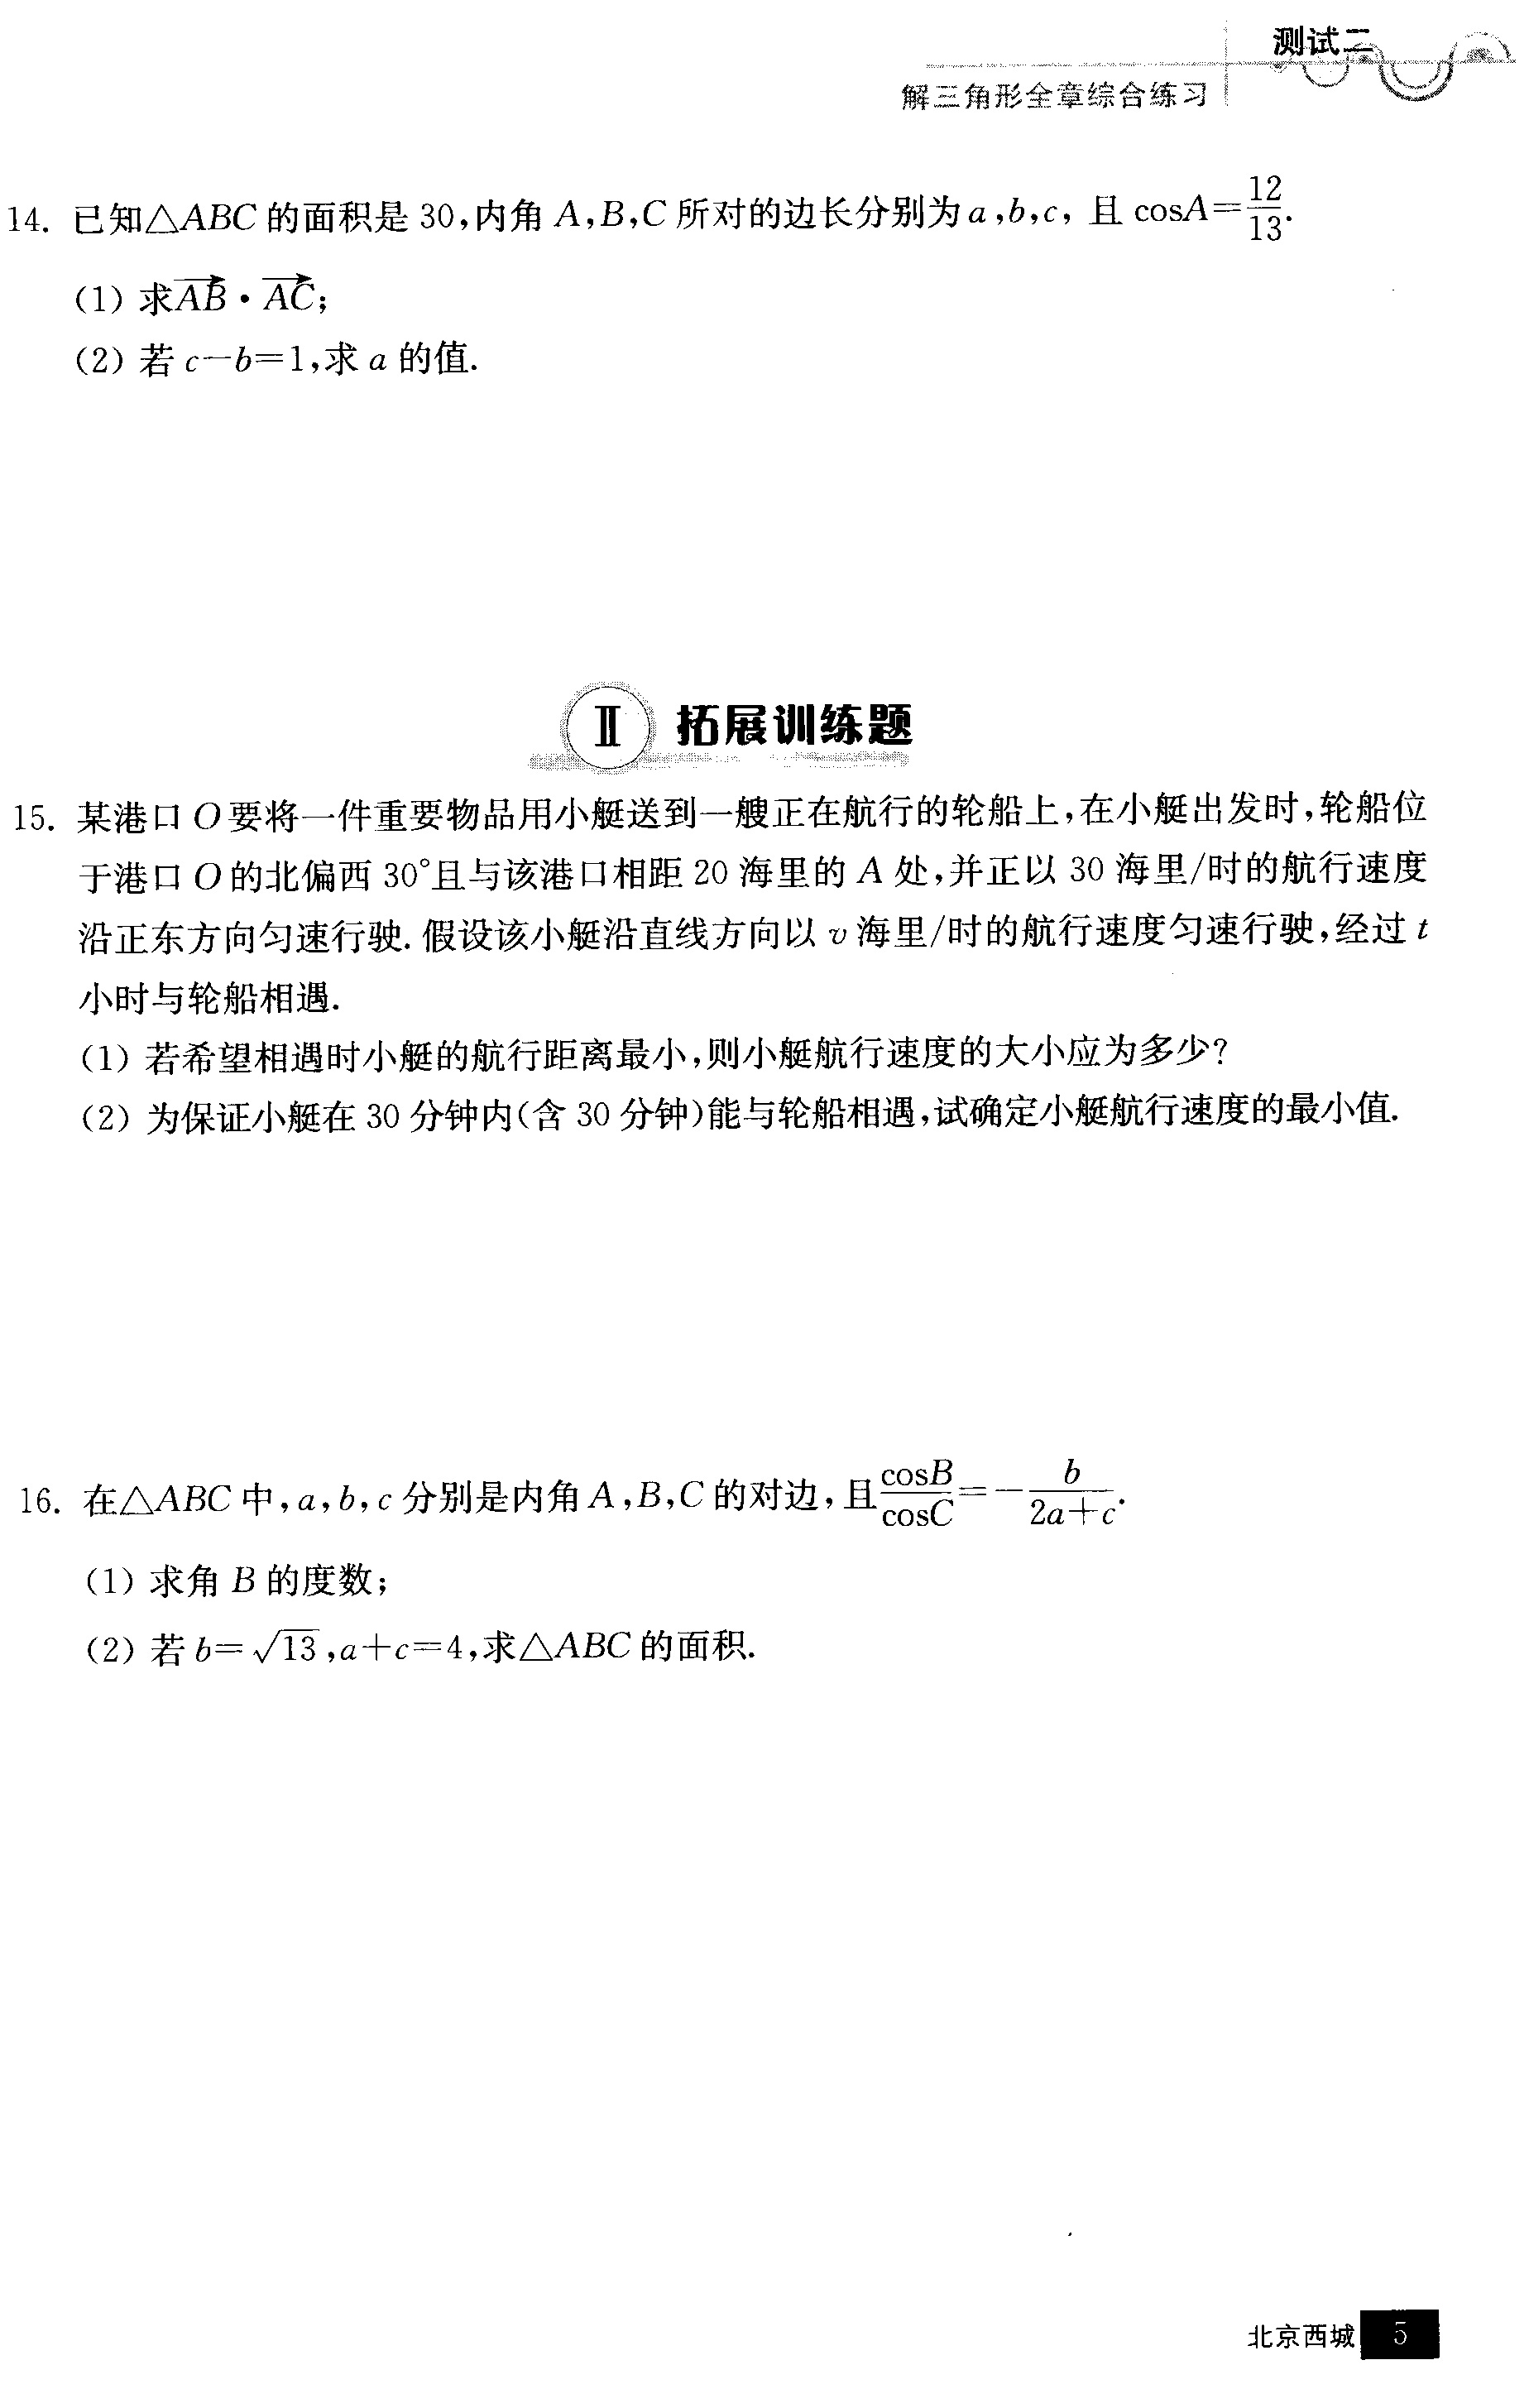 测试二
解三角形全章综合练习
14. 已知△ABC的面积是30,内角A,B,C所对的边长分别为a,b,c, 且cosA=12/13.
(1) 求AB→·AC→;
(2) 若c-b=1,求a的值.
Ⅱ 拓展训练题
15. 某港口O要将一件重要物品用小艇送到一艘正在航行的轮船上,在小艇出发时,轮船位
于港口O的北偏西30°且与该港口相距20海里的A处,并正以30海里/时的航行速度
沿正东方向匀速行驶. 假设该小艇沿直线方向以v海里/时的航行速度匀速行驶,经过t
小时与轮船相遇.
(1) 若希望相遇时小艇的航行距离最小,则小艇航行速度的大小应为多少?
(2) 为保证小艇在30分钟内(含30分钟)能与轮船相遇,试确定小艇航行速度的最小值.
16. 在△ABC中,a,b,c分别是内角A,B,C的对边,且cosB/cosC=-b/(2a+c).
(1) 求角B的度数;
(2) 若b=√13,a+c=4,求△ABC的面积.
北京西城 5